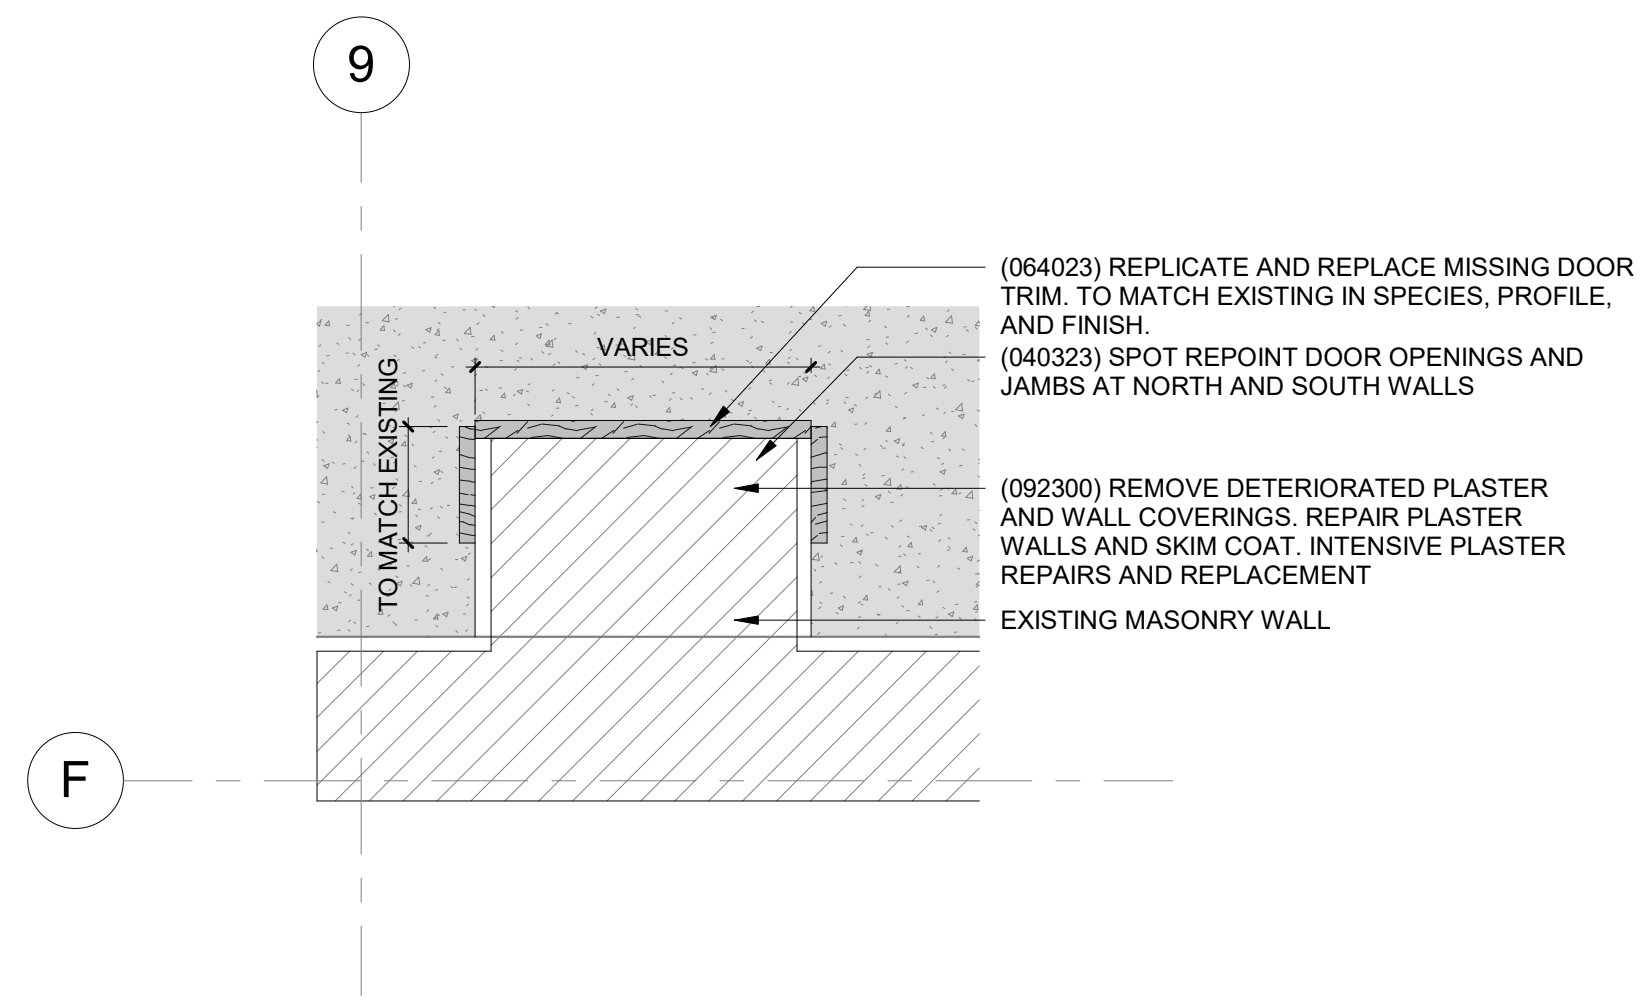 9
(064023) REPLICATE AND REPLACE MISSING DOOR
TRIM. TO MATCH EXISTING IN SPECIES, PROFILE,
AND FINISH.
VARIES
(040323) SPOT REPOINT DOOR OPENINGS AND
JAMBS AT NORTH AND SOUTH WALLS
TO MATCH EXISTING
(092300) REMOVE DETERIORATED PLASTER
AND WALL COVERINGS. REPAIR PLASTER
WALLS AND SKIM COAT. INTENSIVE PLASTER
REPAIRS AND REPLACEMENT
EXISTING MASONRY WALL
F